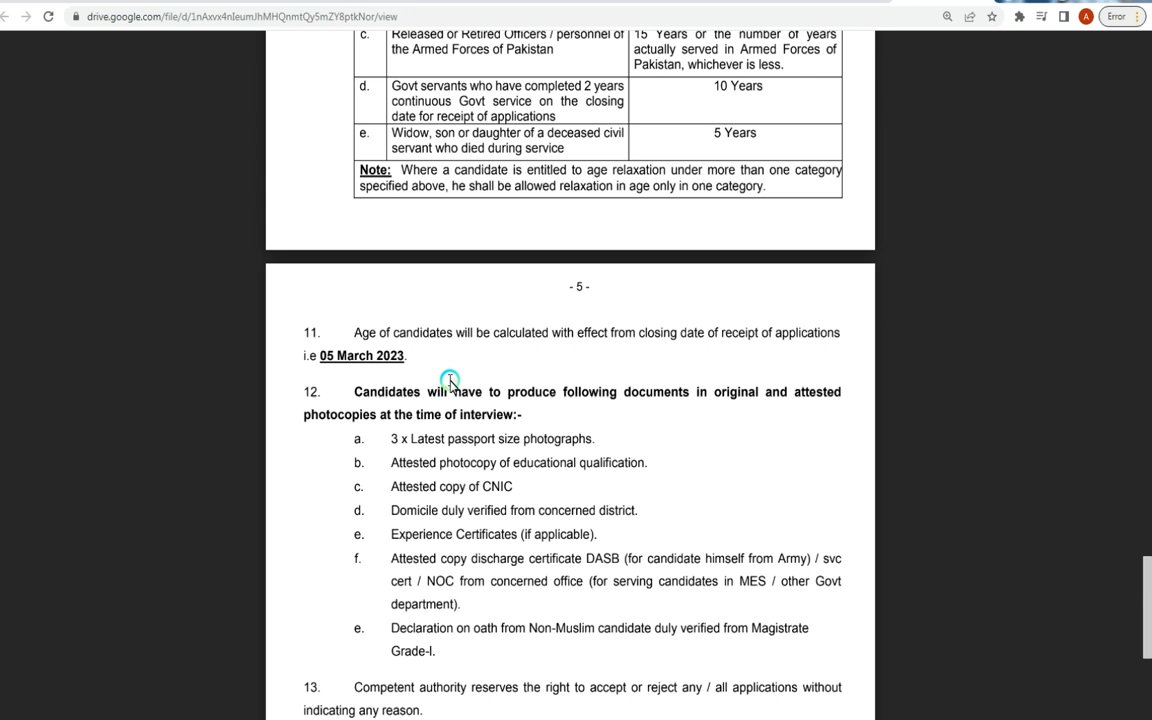 drive.google.com/file/d/1nAxvx4nIeumJhMHQnmtQy5mZY8ptkNor/view
A
Error
c. Released or Retired Officers / personnel of 15 Years or the number of years
the Armed Forces of Pakistan actually served in Armed Forces of
Pakistan, whichever is less.
d. Govt servants who have completed 2 years 10 Years
continuous Govt service on the closing
date for receipt of applications
e. Widow, son or daughter of a deceased civil 5 Years
servant who died during service
Note: Where a candidate is entitled to age relaxation under more than one category
specified above, he shall be allowed relaxation in age only in one category.
- 5 -
11. Age of candidates will be calculated with effect from closing date of receipt of applications
i.e 05 March 2023.
12. Candidates will have to produce following documents in original and attested
photocopies at the time of interview:-
a. 3 x Latest passport size photographs.
b. Attested photocopy of educational qualification.
c. Attested copy of CNIC
d. Domicile duly verified from concerned district.
e. Experience Certificates (if applicable).
f. Attested copy discharge certificate DASB (for candidate himself from Army) / svc
cert / NOC from concerned office (for serving candidates in MES / other Govt
department).
e. Declaration on oath from Non-Muslim candidate duly verified from Magistrate
Grade-I.
13. Competent authority reserves the right to accept or reject any / all applications without
indicating any reason.